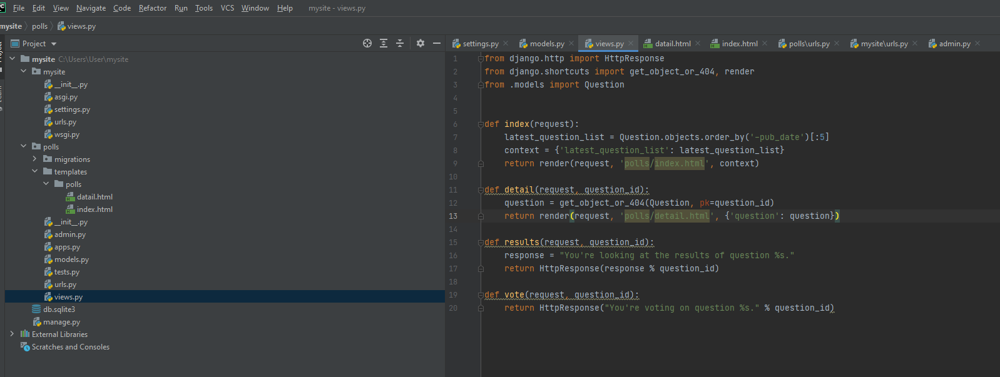 PC File Edit View Navigate Code Refactor Run Tools VCS Window Help mysite - views.py
mysite polls views.py
Project
settings.py models.py views.py datail.html index.html polls\urls.py mysite\urls.py admin.py
mysite C:\Users\User\mysite
mysite
__init__.py
asgi.py
settings.py
urls.py
wsgi.py
polls
migrations
templates
polls
datail.html
index.html
__init__.py
admin.py
apps.py
models.py
tests.py
urls.py
views.py
db.sqlite3
manage.py
External Libraries
Scratches and Consoles
1 from django.http import HttpResponse
2 from django.shortcuts import get_object_or_404, render
3 from .models import Question
4
5
6 def index(request):
7 latest_question_list = Question.objects.order_by('-pub_date')[:5]
8 context = {'latest_question_list': latest_question_list}
9 return render(request, 'polls/index.html', context)
10
11 def detail(request, question_id):
12 question = get_object_or_404(Question, pk=question_id)
13 return render(request, 'polls/detail.html', {'question': question})
14
15 def results(request, question_id):
16 response = "You're looking at the results of question %s."
17 return HttpResponse(response % question_id)
18
19 def vote(request, question_id):
20 return HttpResponse("You're voting on question %s." % question_id)